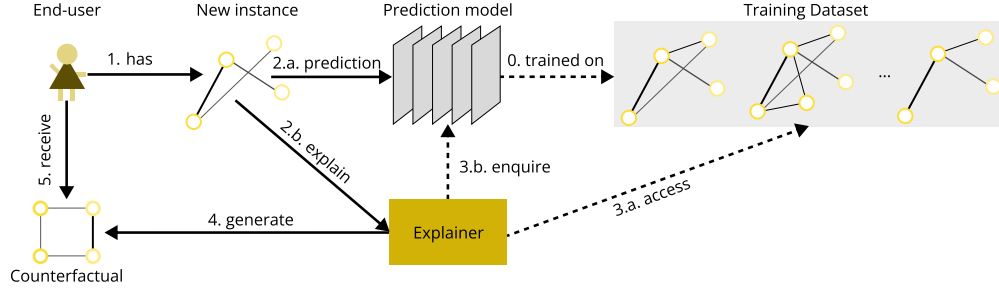 End-user
New instance
Prediction model
Training Dataset
1. has
2.a. prediction
0. trained on
...
2.b. explain
3.b. enquire
5. receive
3.a. access
4. generate
Explainer
Counterfactual